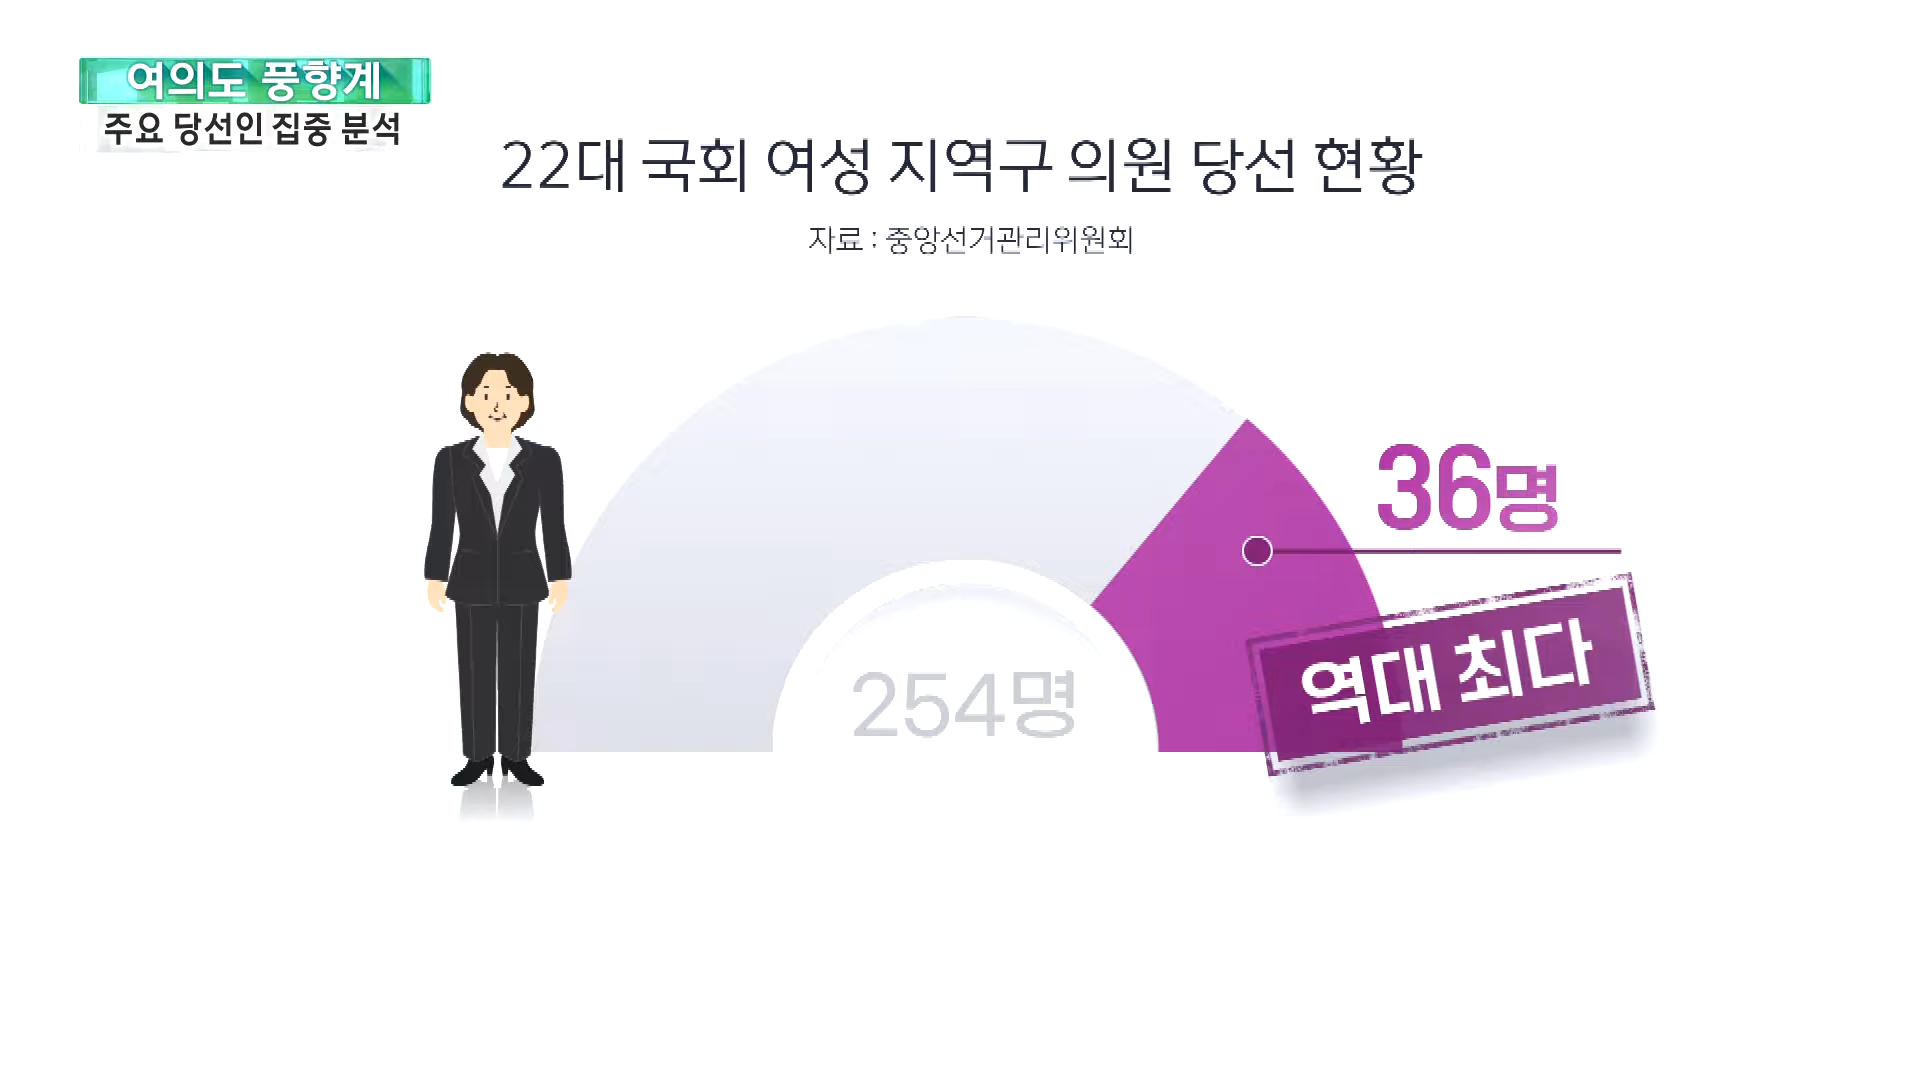 여의도 풍향계
주요 당선인 집중 분석
22대 국회 여성 지역구 의원 당선 현황
자료 : 중앙선거관리위원회
36명
254명
역대 최다